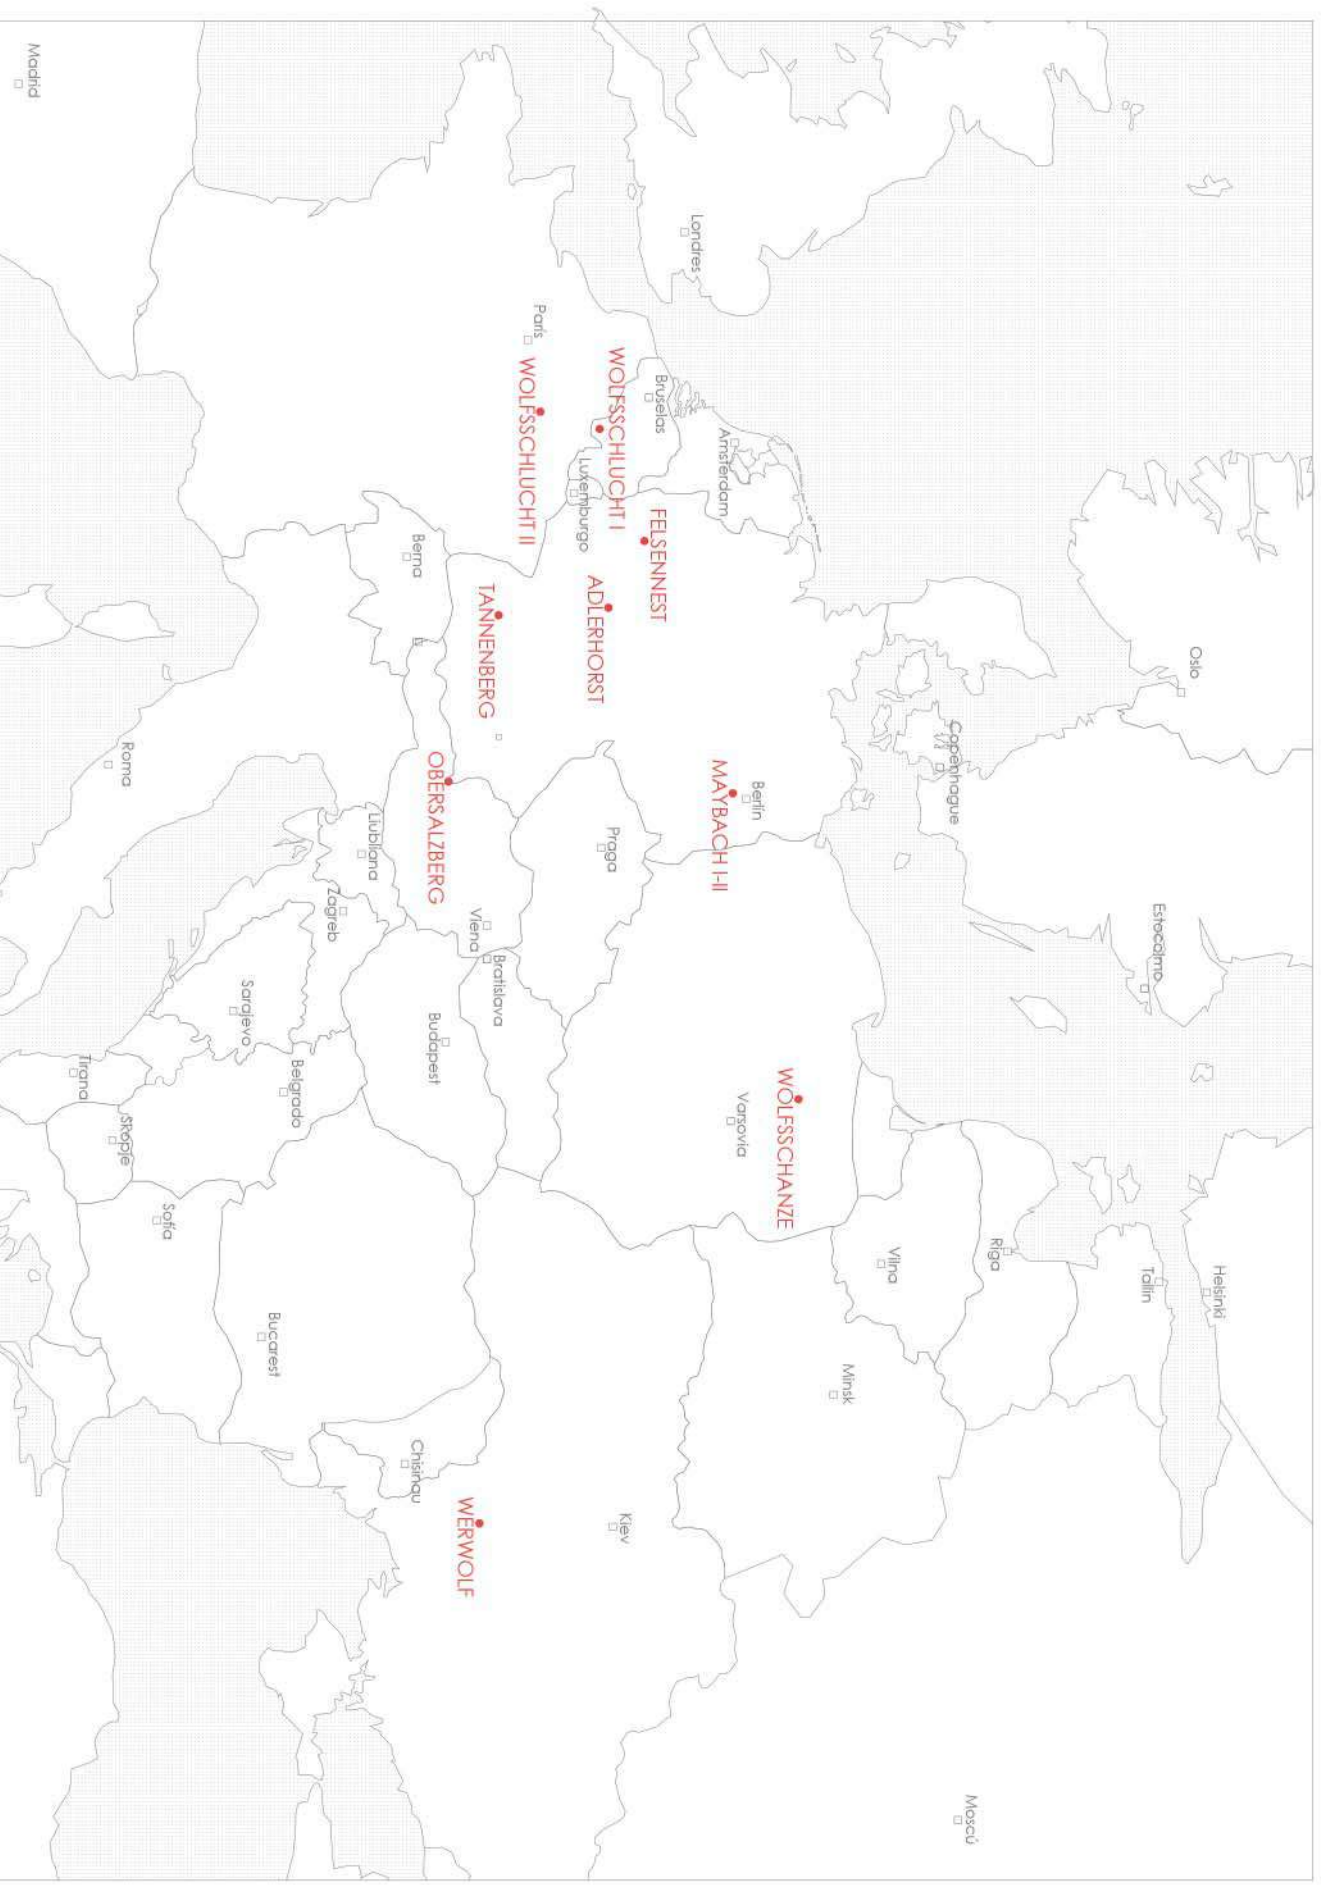 Helsinki
Oslo
Estocolmo
Tallin
Riga
Moscú
Copenhague
Vilna
Minsk
WOLFSSCHANZE
Berlín
Varsovia
Amsterdam
MAYBACH I-II
Londres
Bruselas
FELSENNEST
Kiev
WOLFSSCHLUCHT I
Praga
ADLERHORST
Luxemburgo
París
WOLFSSCHLUCHT II
Bratislava
TANNENBERG
Viena
WERWOLF
OBERSALZBERG
Budapest
Berna
Chisinau
Liubliana
Zagreb
Belgrado
Bucarest
Sarajevo
Sofía
Roma
Skopje
Tirana
Madrid